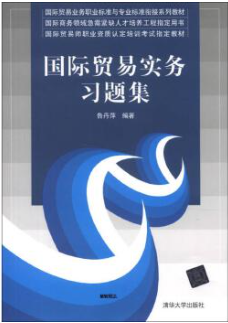 国际贸易业务职业标准与专业标准衔接系列教材
国际商务领域急需紧缺人才培养工程指定用书
国际贸易师职业资质认定培训考试指定教材
国际贸易实务
习题集
鲁丹萍 编著
清华大学出版社